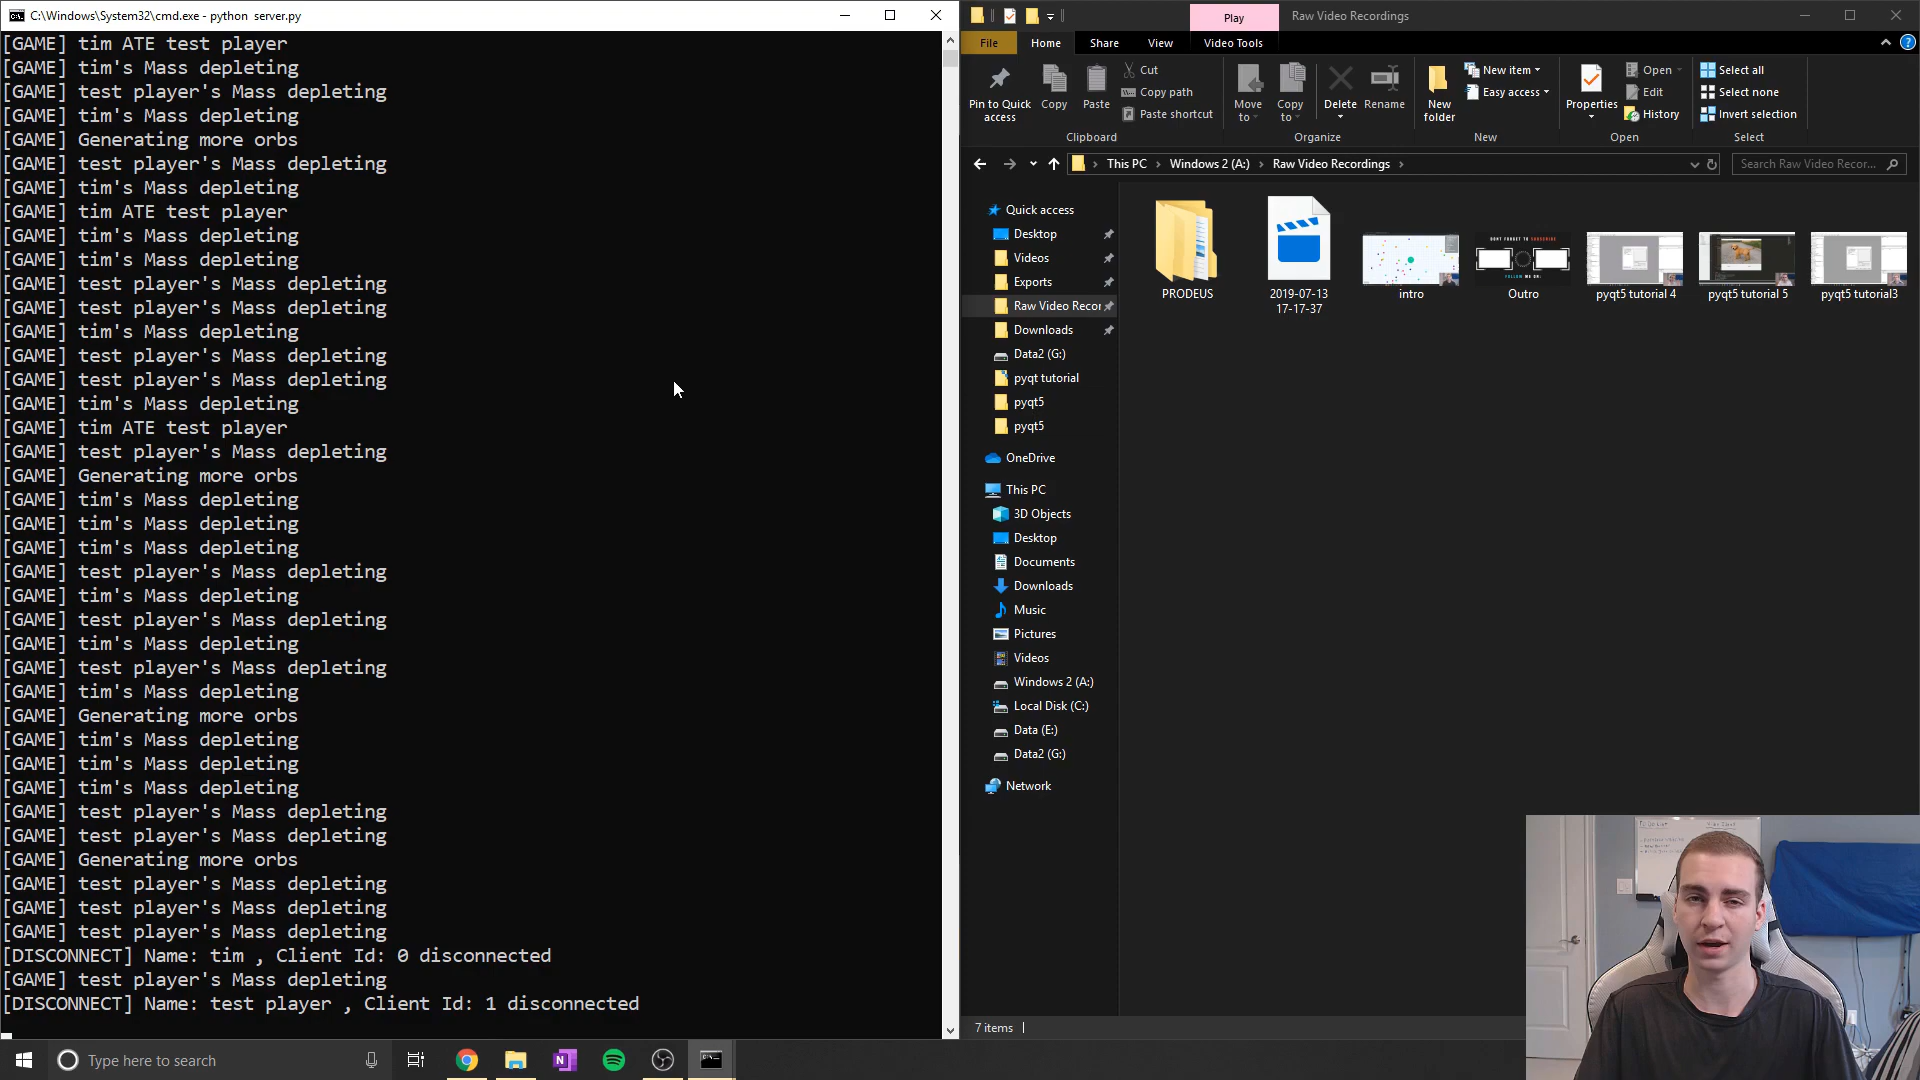 C:\Windows\System32\cmd.exe - python  server.py
[GAME] tim ATE test player
[GAME] tim's Mass depleting
[GAME] test player's Mass depleting
[GAME] tim's Mass depleting
[GAME] Generating more orbs
[GAME] test player's Mass depleting
[GAME] tim's Mass depleting
[GAME] tim ATE test player
[GAME] tim's Mass depleting
[GAME] tim's Mass depleting
[GAME] test player's Mass depleting
[GAME] test player's Mass depleting
[GAME] tim's Mass depleting
[GAME] test player's Mass depleting
[GAME] test player's Mass depleting
[GAME] tim's Mass depleting
[GAME] tim ATE test player
[GAME] test player's Mass depleting
[GAME] Generating more orbs
[GAME] tim's Mass depleting
[GAME] tim's Mass depleting
[GAME] tim's Mass depleting
[GAME] test player's Mass depleting
[GAME] tim's Mass depleting
[GAME] test player's Mass depleting
[GAME] tim's Mass depleting
[GAME] test player's Mass depleting
[GAME] tim's Mass depleting
[GAME] Generating more orbs
[GAME] tim's Mass depleting
[GAME] tim's Mass depleting
[GAME] tim's Mass depleting
[GAME] test player's Mass depleting
[GAME] test player's Mass depleting
[GAME] Generating more orbs
[GAME] test player's Mass depleting
[GAME] test player's Mass depleting
[GAME] test player's Mass depleting
[DISCONNECT] Name: tim , Client Id: 0 disconnected
[GAME] test player's Mass depleting
[DISCONNECT] Name: test player , Client Id: 1 disconnected
Play Raw Video Recordings
File Home Share View Video Tools
Pin to Quick access
Copy
Paste
Cut
Copy path
Paste shortcut
Clipboard
Move to
Copy to
Delete
Rename
Organize
New folder
New item
Easy access
New
Properties
Open
Edit
History
Open
Select all
Select none
Invert selection
Select
This PC > Windows 2 (A:) > Raw Video Recordings >
Search Raw Video Recor...
Quick access
Desktop
Videos
Exports
Raw Video Recor
Downloads
Data2 (G:)
pyqt tutorial
pyqt5
pyqt5
OneDrive
This PC
3D Objects
Desktop
Documents
Downloads
Music
Pictures
Videos
Windows 2 (A:)
Local Disk (C:)
Data (E:)
Data2 (G:)
Network
PRODEUS
2019-07-13
17-17-37
intro
DONT FORGET TO SUBSCRIBE
FOLLOW ME ON:
Outro
pyqt5 tutorial 4
pyqt5 tutorial 5
pyqt5 tutorial3
7 items
Type here to search